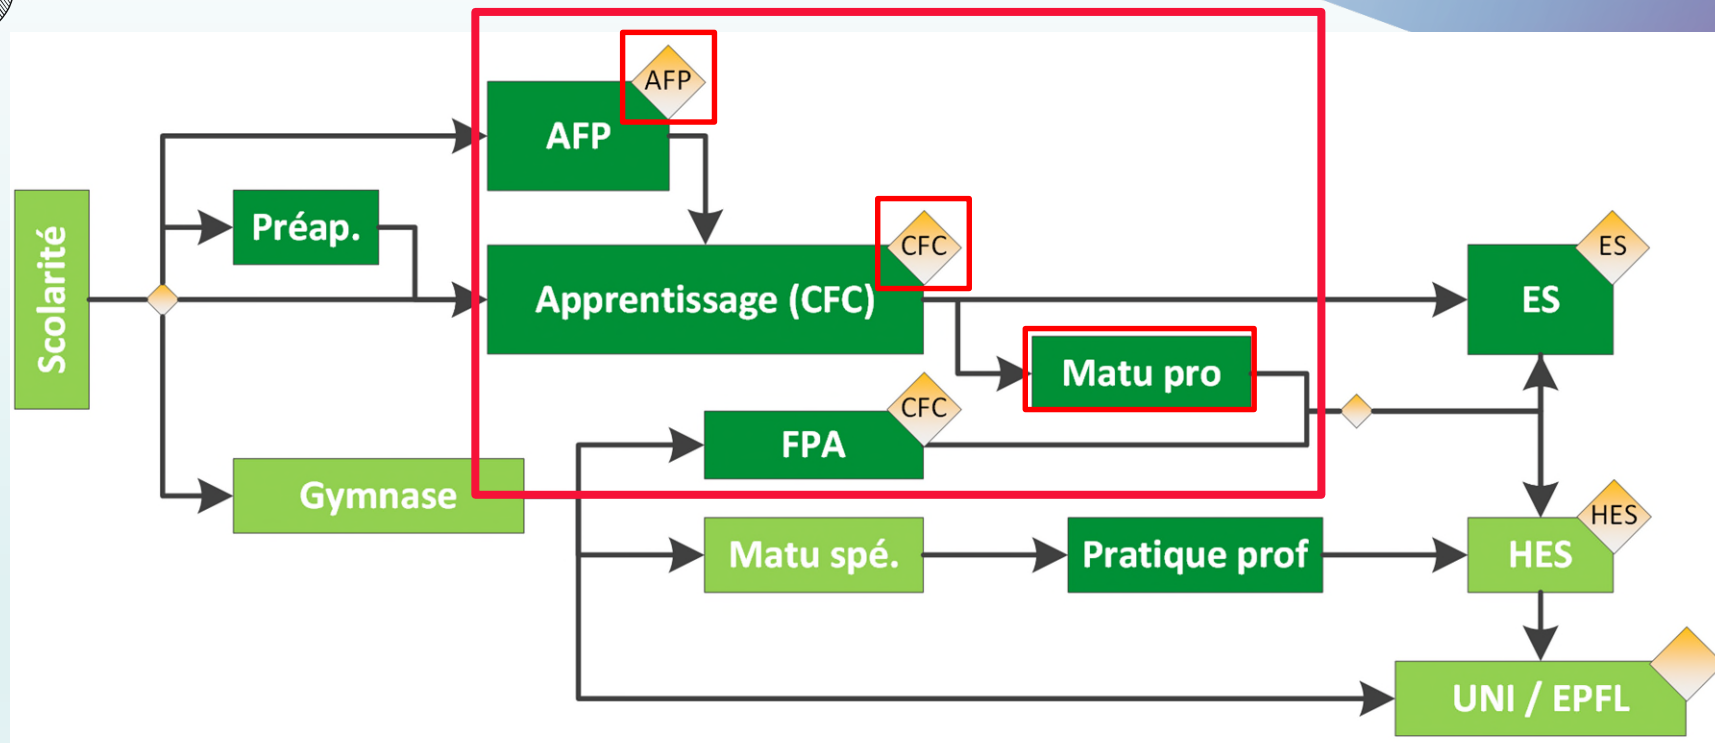 AFP
AFP
Scolarité
Préap.
CFC
Apprentissage (CFC)
ES
ES
Matu pro
CFC
FPA
Gymnase
HES
Matu spé.
Pratique prof
HES
UNI / EPFL